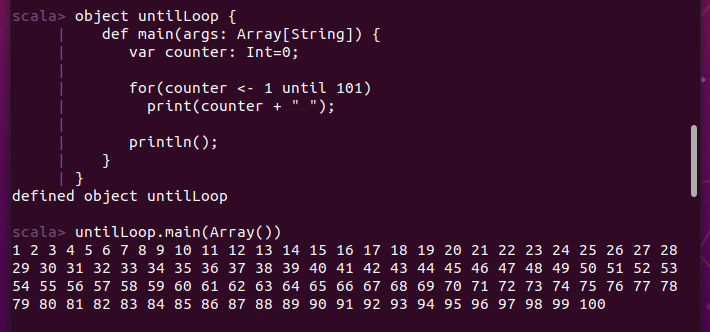 scala> object untilLoop {
     |    def main(args: Array[String]) {
     |       var counter: Int=0;
     |
     |       for(counter <- 1 until 101)
     |         print(counter + " ");
     |
     |       println();
     |    }
     | }
defined object untilLoop
scala> untilLoop.main(Array())
1 2 3 4 5 6 7 8 9 10 11 12 13 14 15 16 17 18 19 20 21 22 23 24 25 26 27 28
29 30 31 32 33 34 35 36 37 38 39 40 41 42 43 44 45 46 47 48 49 50 51 52 53
54 55 56 57 58 59 60 61 62 63 64 65 66 67 68 69 70 71 72 73 74 75 76 77 78
79 80 81 82 83 84 85 86 87 88 89 90 91 92 93 94 95 96 97 98 99 100